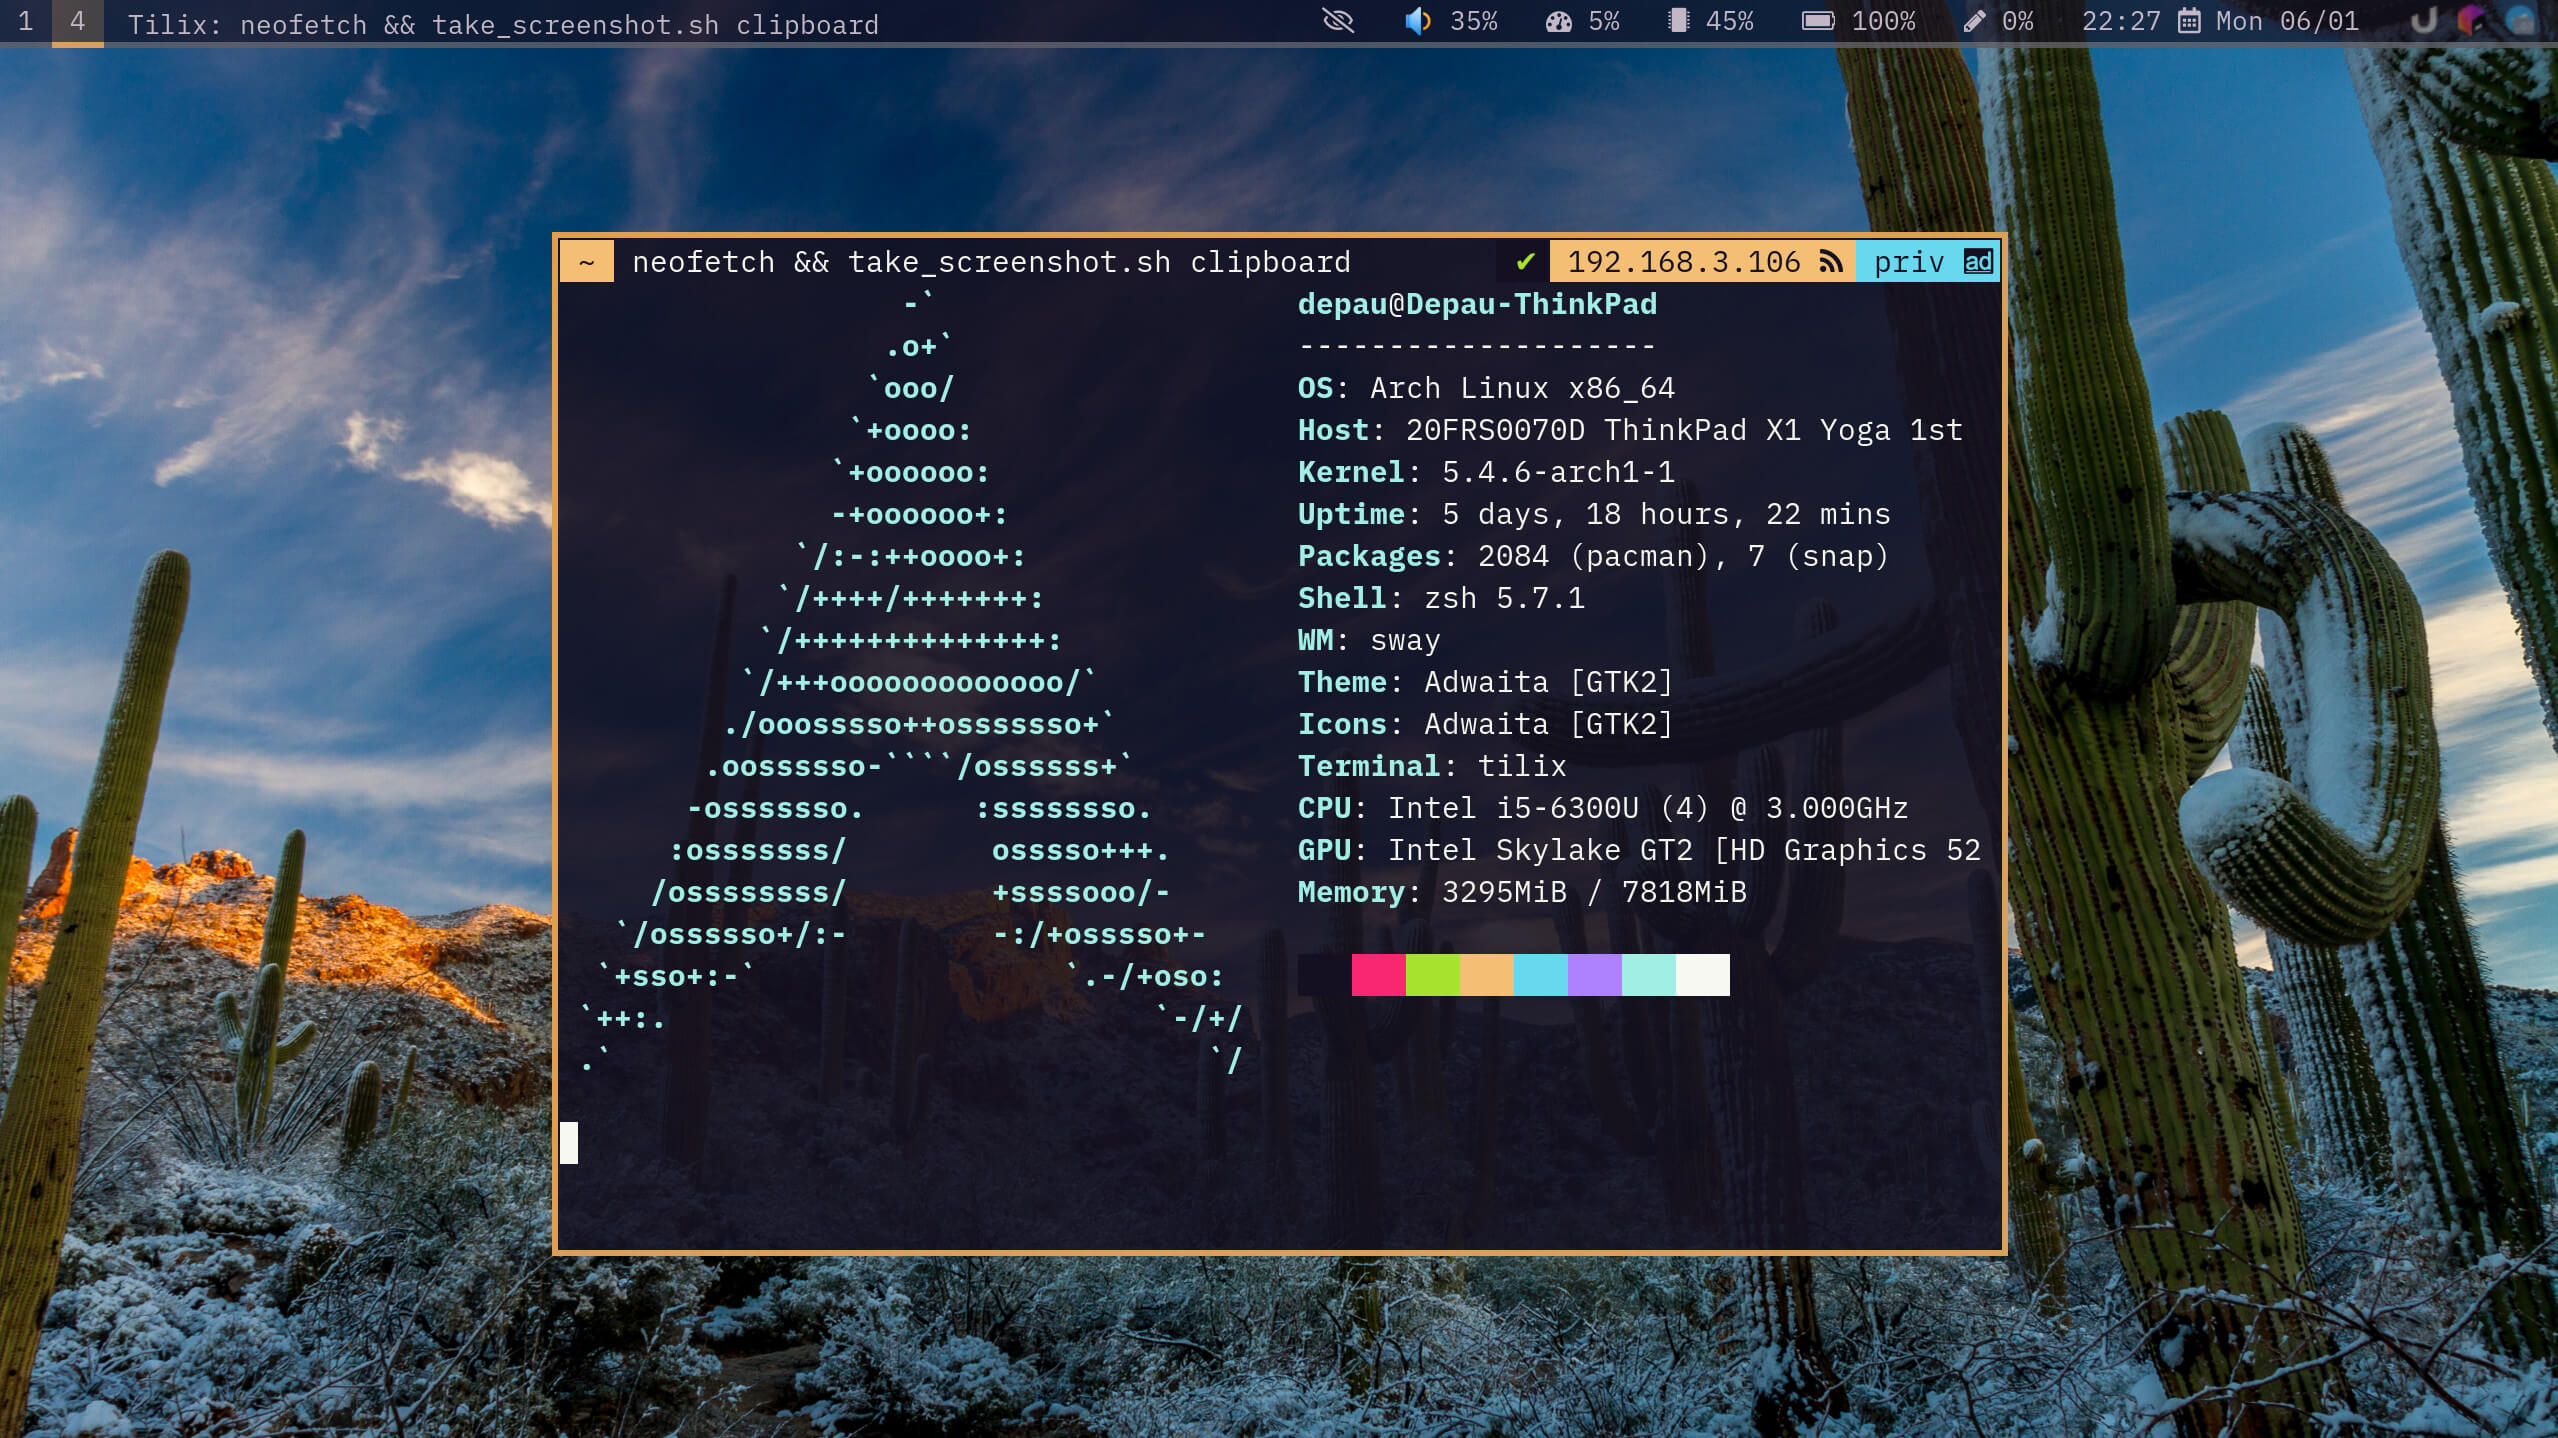 1 4 Tilix: neofetch && take_screenshot.sh clipboard 35% 5% 45% 100% 0% 22:27 Mon 06/01
~ neofetch && take_screenshot.sh clipboard ✔ 192.168.3.106 priv ad
-` depau@Depau-ThinkPad
.o+` --------------------
`ooo/ OS: Arch Linux x86_64
`+oooo: Host: 20FRS0070D ThinkPad X1 Yoga 1st
`+oooooo: Kernel: 5.4.6-arch1-1
-+oooooo+: Uptime: 5 days, 18 hours, 22 mins
`/:-:++oooo+: Packages: 2084 (pacman), 7 (snap)
`/++++/+++++++: Shell: zsh 5.7.1
`/++++++++++++++: WM: sway
`/+++ooooooooooooo/` Theme: Adwaita [GTK2]
./ooosssso++osssssso+` Icons: Adwaita [GTK2]
.oossssso-````/ossssss+` Terminal: tilix
-osssssso. :ssssssso. CPU: Intel i5-6300U (4) @ 3.000GHz
:osssssss/ osssso+++. GPU: Intel Skylake GT2 [HD Graphics 52
/ossssssss/ +ssssooo/- Memory: 3295MiB / 7818MiB
`/ossssso+/:- -:/+osssso+-
`+sso+:-` `.-/+oso:
`++:. `-/+/
.` `/